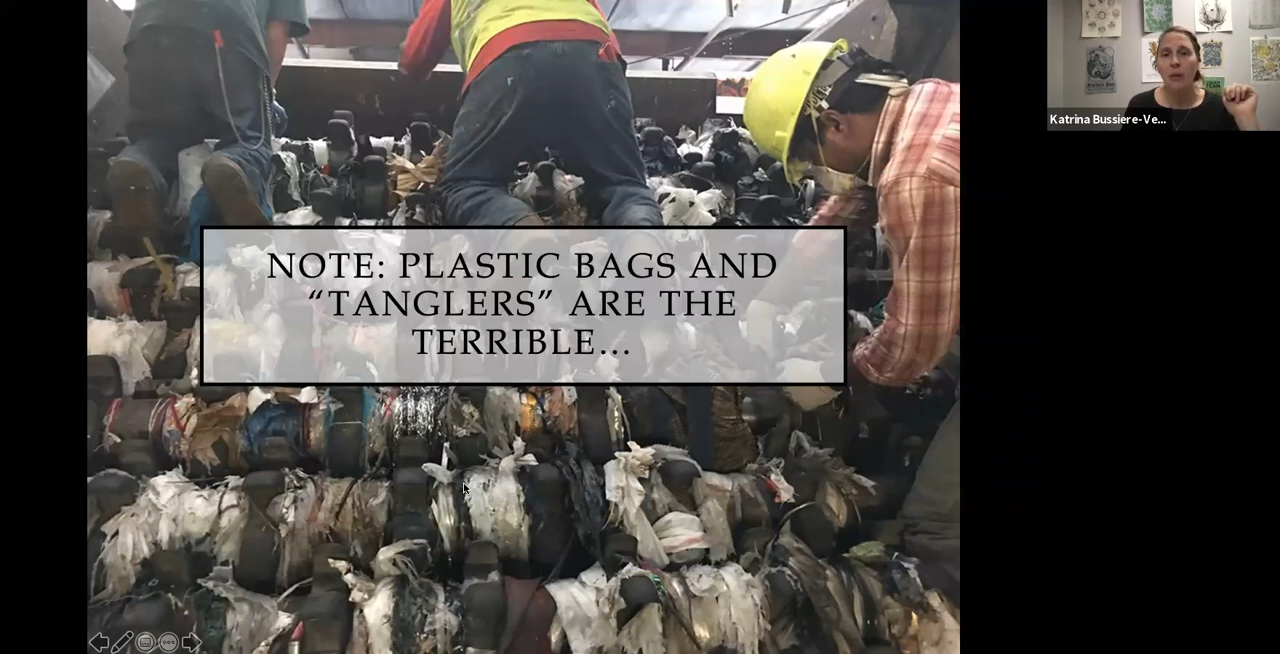 NOTE: PLASTIC BAGS AND
“TANGLERS” ARE THE
TERRIBLE...
Katrina Bussiere-Ve...